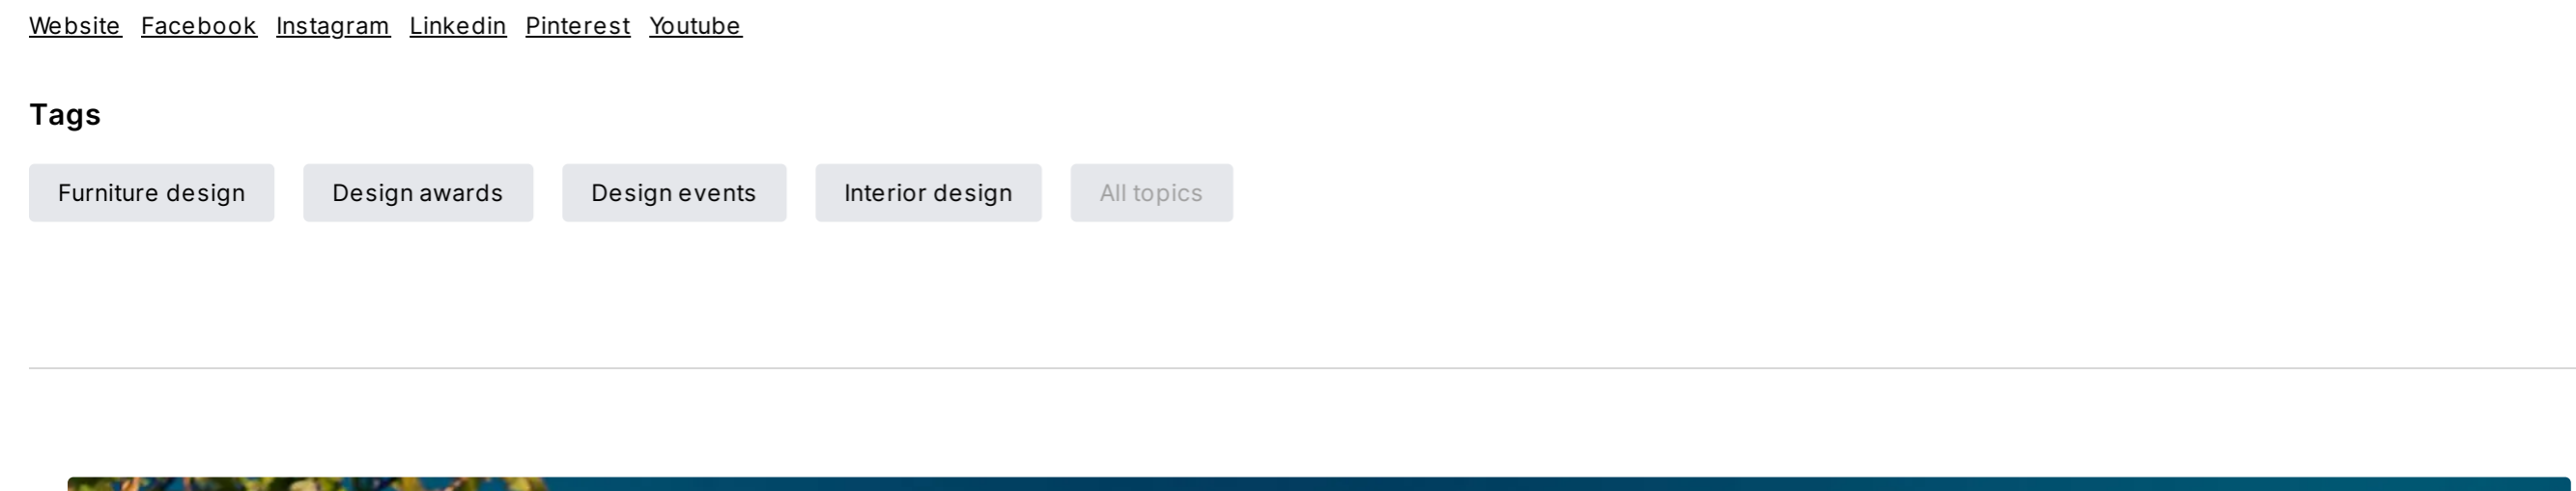 Website Facebook Instagram Linkedin Pinterest Youtube
Tags
Furniture design Design awards Design events Interior design All topics